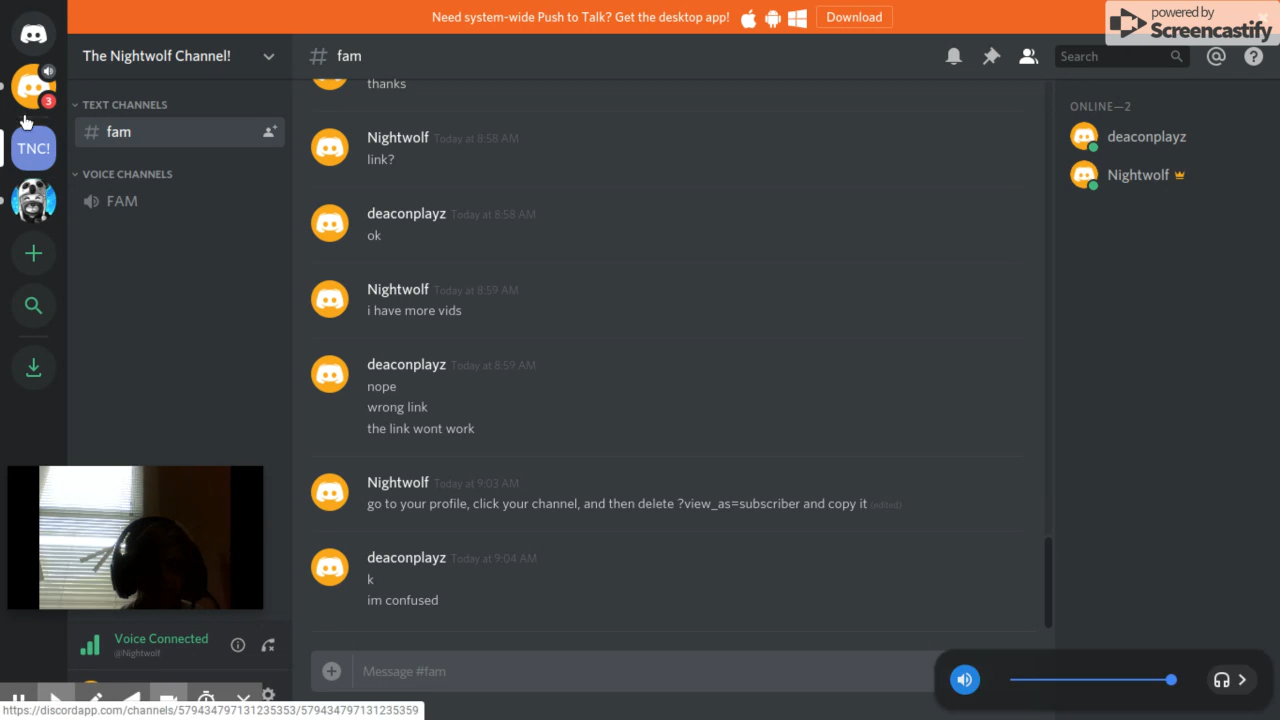 Need system-wide Push to Talk? Get the desktop app!
Download
powered by
Screencastify
The Nightwolf Channel!
# fam
Search
3
TNC!
TEXT CHANNELS
# fam
VOICE CHANNELS
FAM
thanks
Nightwolf Today at 8:58 AM
link?
deaconplayz Today at 8:58 AM
ok
Nightwolf Today at 8:59 AM
i have more vids
deaconplayz Today at 8:59 AM
nope
wrong link
the link wont work
Nightwolf Today at 9:03 AM
go to your profile, click your channel, and then delete ?view_as=subscriber and copy it (edited)
deaconplayz Today at 9:04 AM
k
im confused
Message #fam
ONLINE—2
deaconplayz
Nightwolf
Voice Connected
@Nightwolf
https://discordapp.com/channels/579434797131235353/579434797131235359